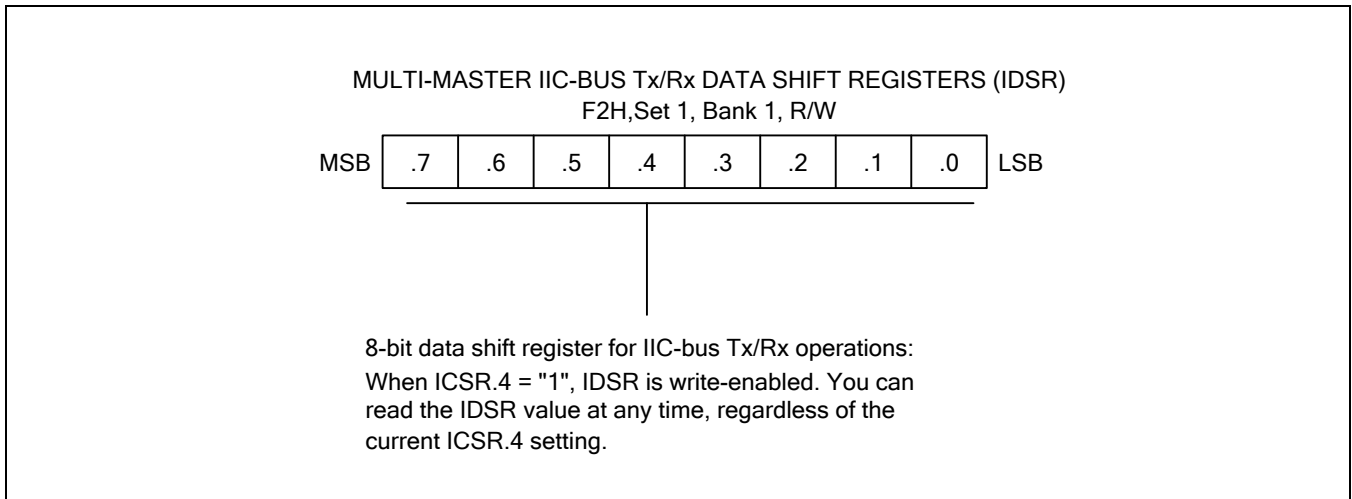 MULTI-MASTER IIC-BUS Tx/Rx DATA SHIFT REGISTERS (IDSR)
F2H,Set 1, Bank 1, R/W
MSB .7 .6 .5 .4 .3 .2 .1 .0 LSB
8-bit data shift register for IIC-bus Tx/Rx operations:
When ICSR.4 = "1", IDSR is write-enabled. You can
read the IDSR value at any time, regardless of the
current ICSR.4 setting.